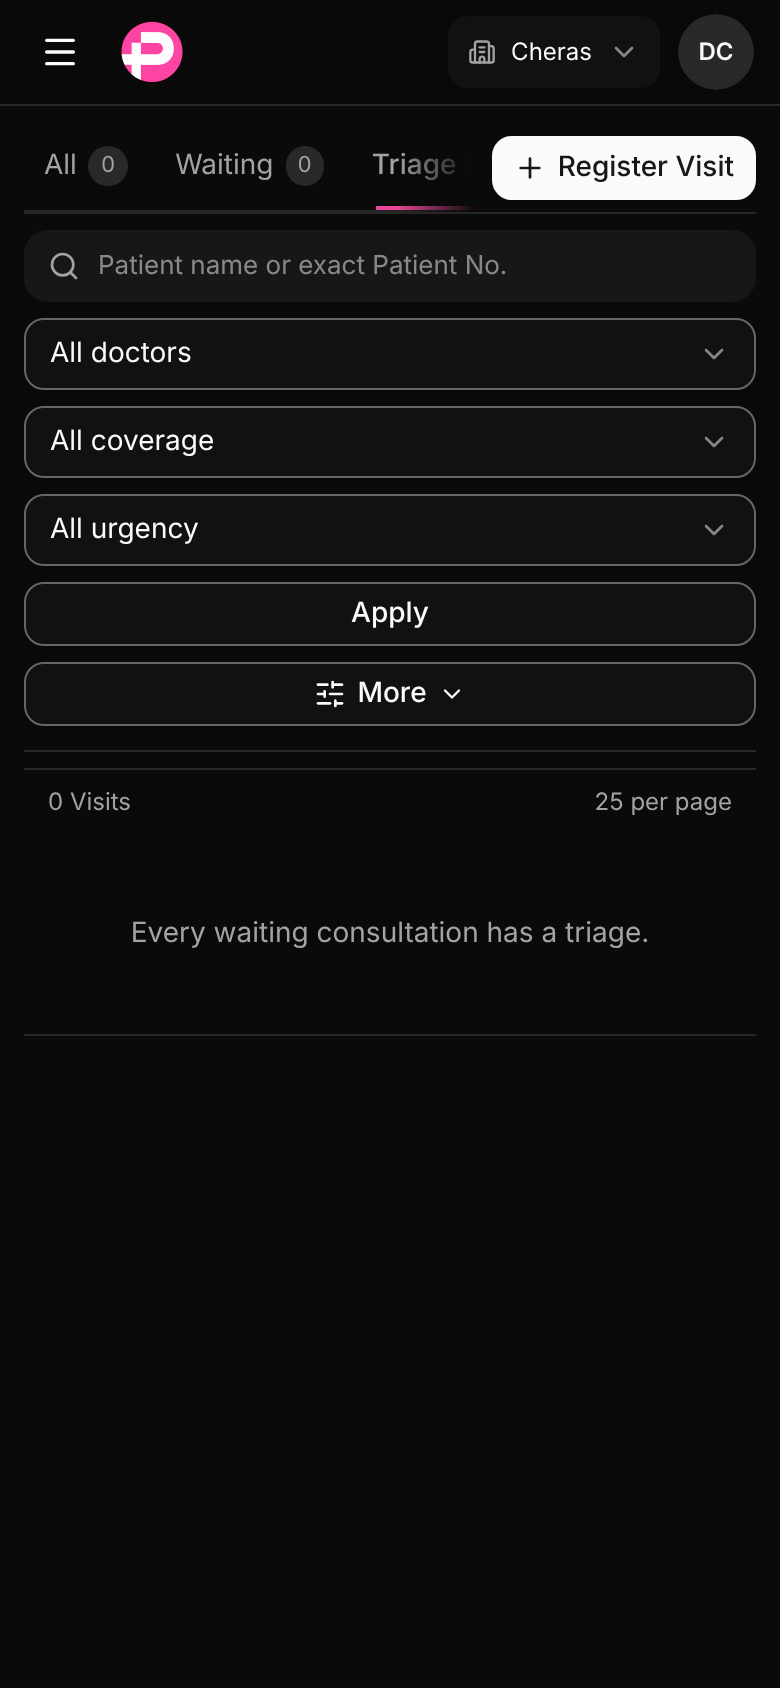 Cheras
DC
All 0
Waiting 0
Triage
Register Visit
Patient name or exact Patient No.
All doctors
All coverage
All urgency
Apply
More
0 Visits
25 per page
Every waiting consultation has a triage.